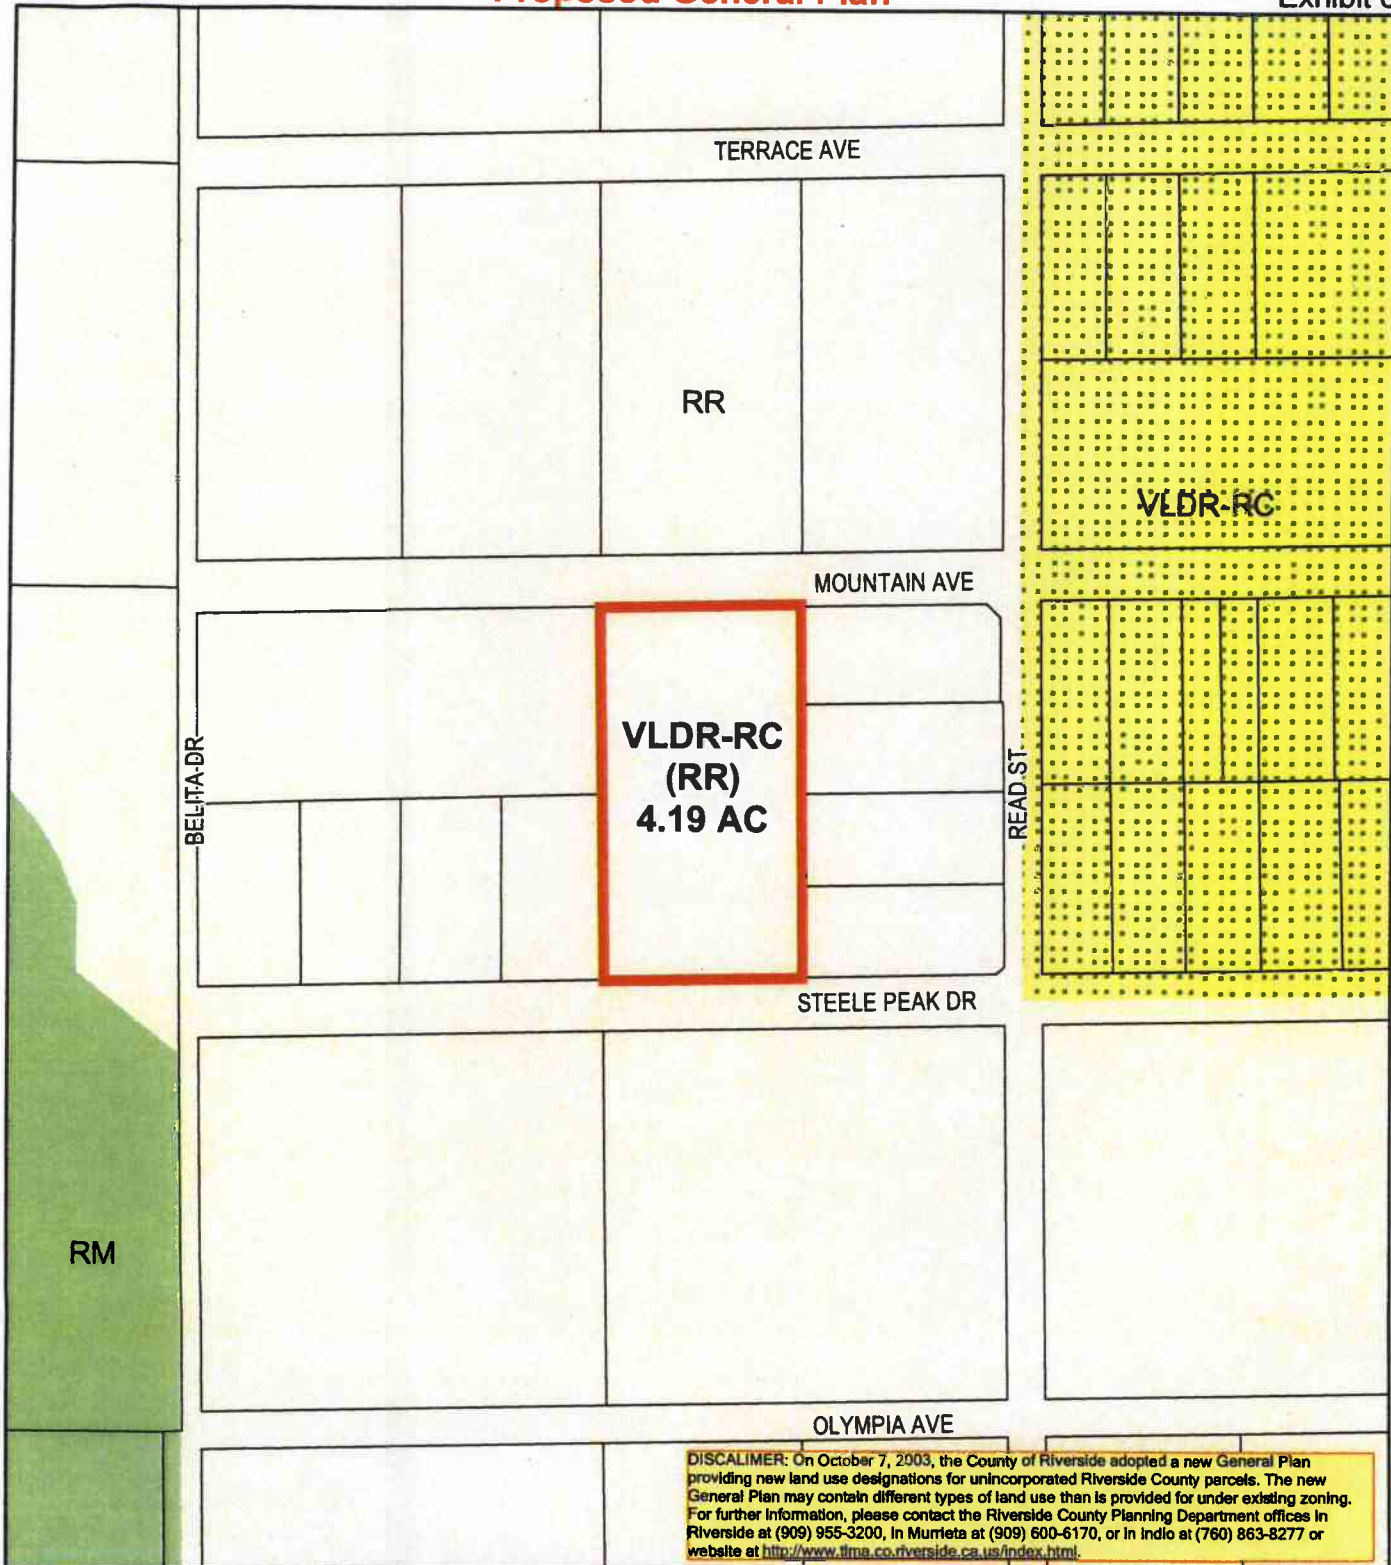 Proposed General Plan
Exhibit
TERRACE AVE
RR
VLDR-RC
MOUNTAIN AVE
VLDR-RC
(RR)
4.19 AC
BELITA DR
READ ST
STEELE PEAK DR
RM
OLYMPIA AVE
DISCALIMER: On October 7, 2003, the County of Riverside adopted a new General Plan
providing new land use designations for unincorporated Riverside County parcels. The new
General Plan may contain different types of land use than is provided for under existing zoning.
For further information, please contact the Riverside County Planning Department offices in
Riverside at (909) 955-3200, in Murrieta at (909) 600-6170, or in Indio at (760) 863-8277 or
website at http://www.tlma.co.riverside.ca.us/index.html.